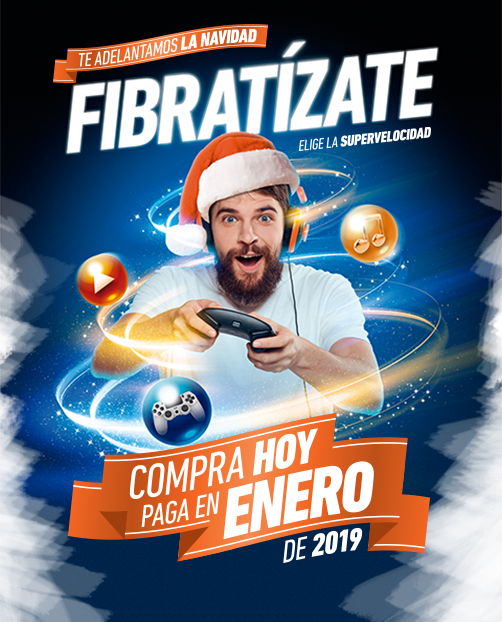 TE ADELANTAMOS LA NAVIDAD
FIBRATÍZATE
ELIGE LA SUPERVELOCIDAD
COMPRA HOY
PAGA EN ENERO
DE 2019